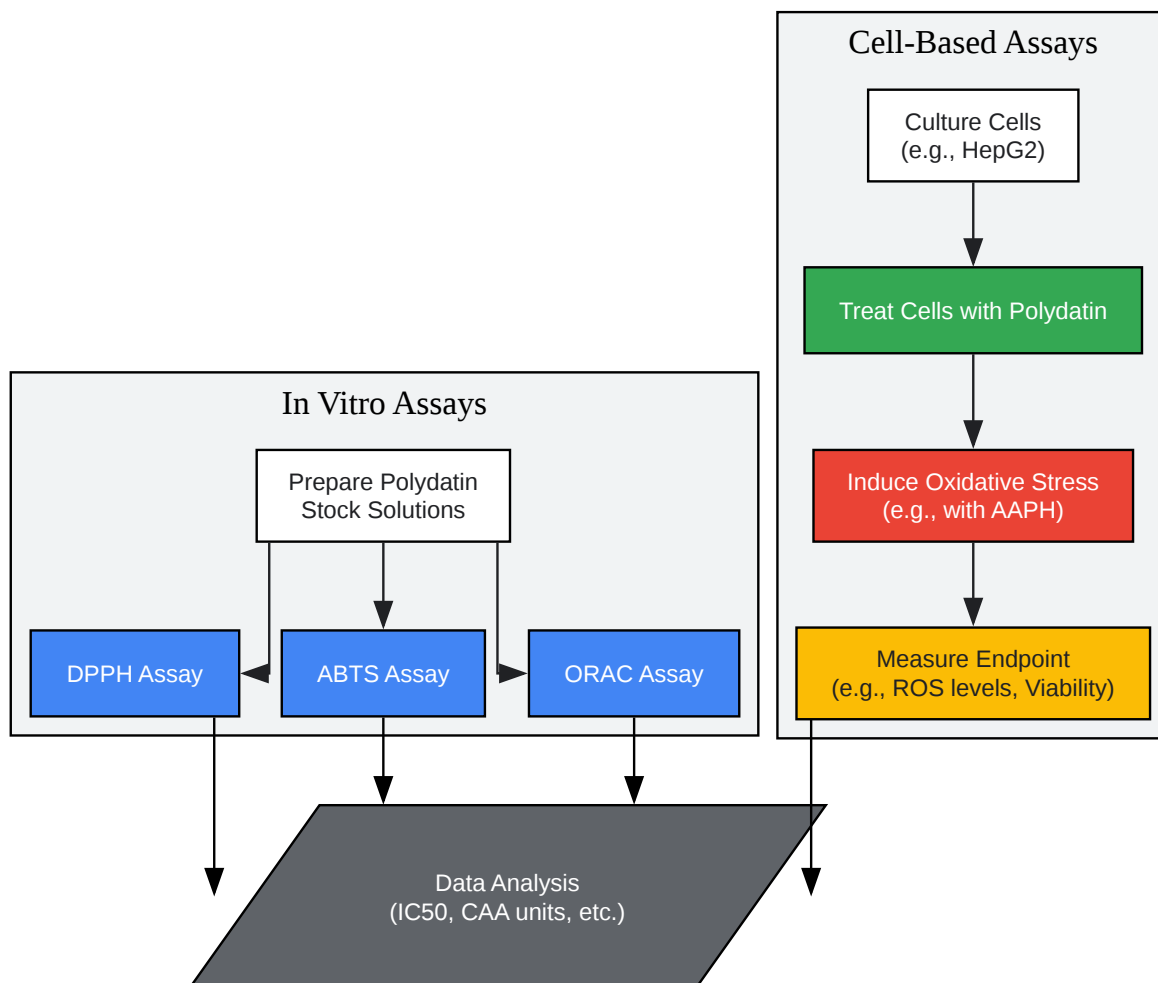 Cell-Based Assays
Culture Cells
(e.g., HepG2)
Treat Cells with Polydatin
Induce Oxidative Stress
(e.g., with AAPH)
Measure Endpoint
(e.g., ROS levels, Viability)
In Vitro Assays
Prepare Polydatin
Stock Solutions
DPPH Assay
ABTS Assay
ORAC Assay
Data Analysis
(IC50, CAA units, etc.)